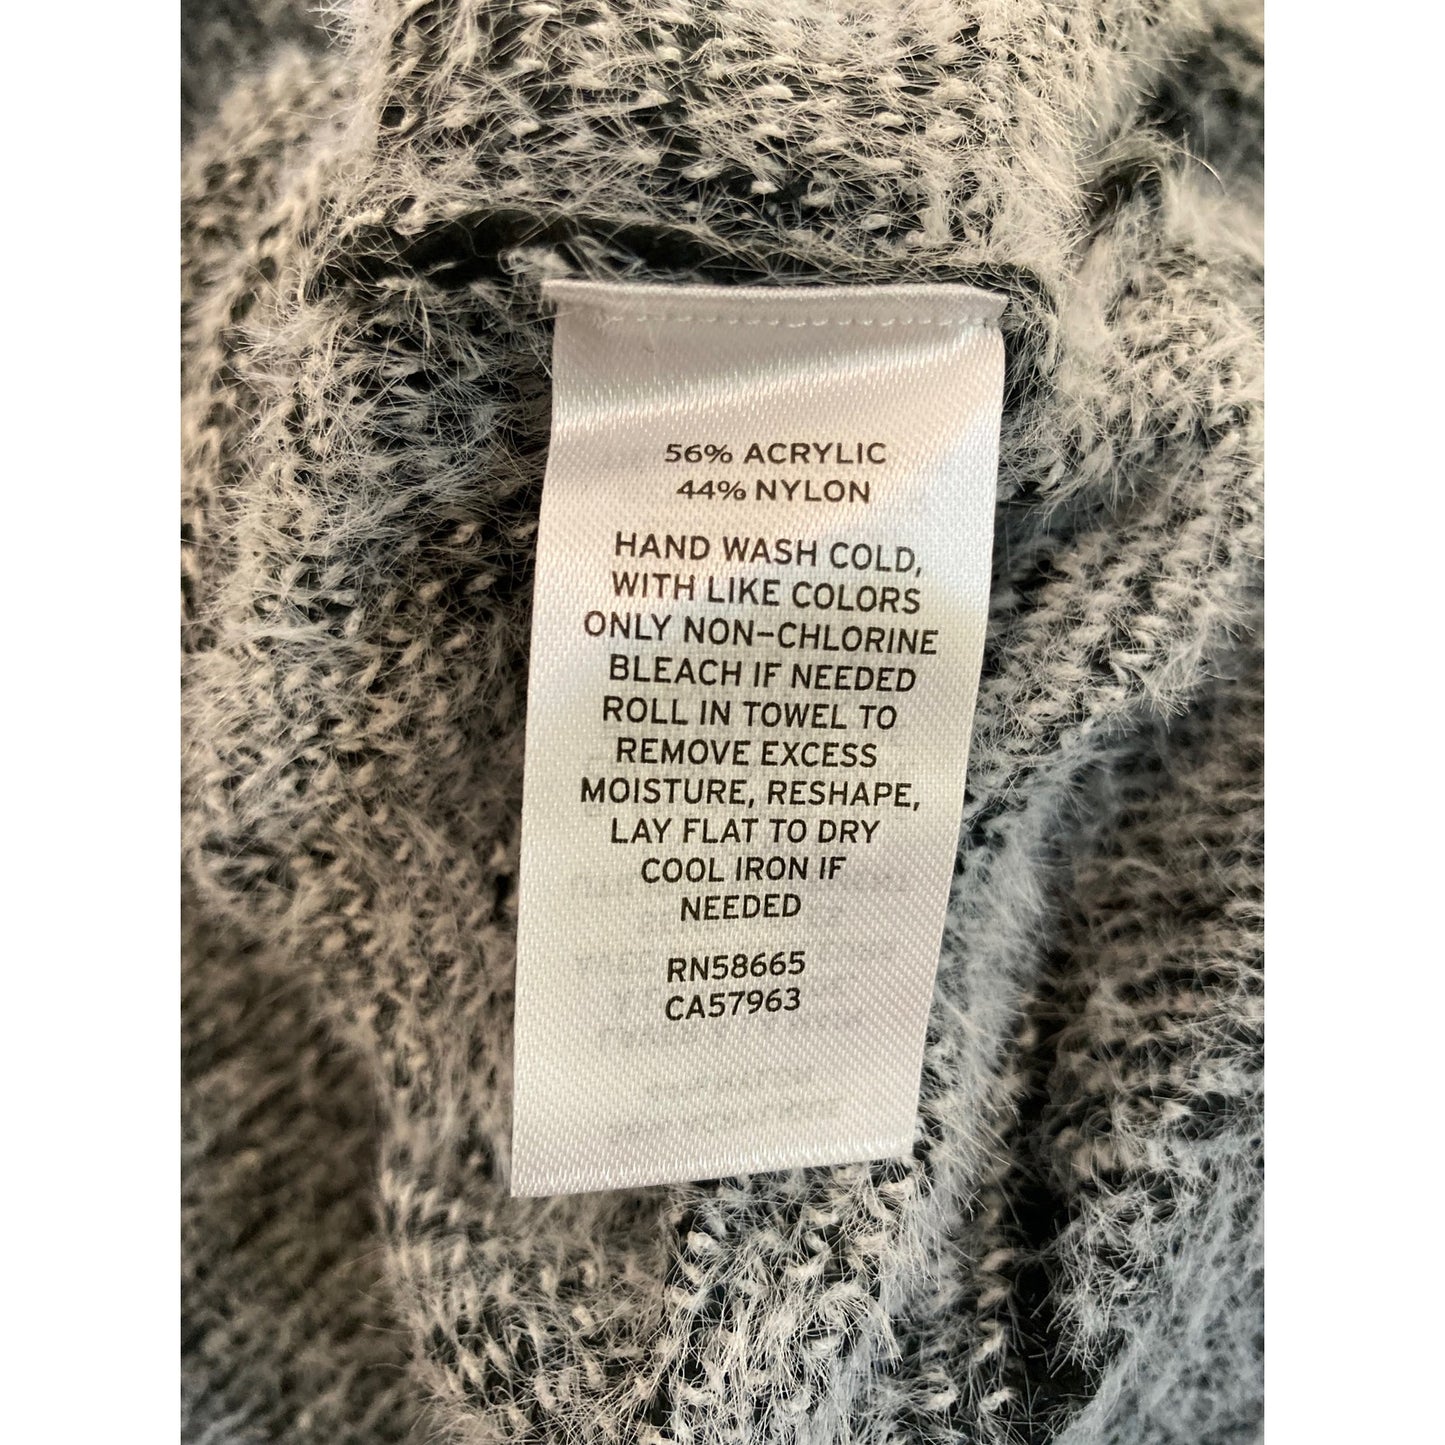 56% ACRYLIC
44% NYLON
HAND WASH COLD,
WITH LIKE COLORS
ONLY NON-CHLORINE
BLEACH IF NEEDED
ROLL IN TOWEL TO
REMOVE EXCESS
MOISTURE, RESHAPE,
LAY FLAT TO DRY
COOL IRON IF
NEEDED
RN58665
CA57963